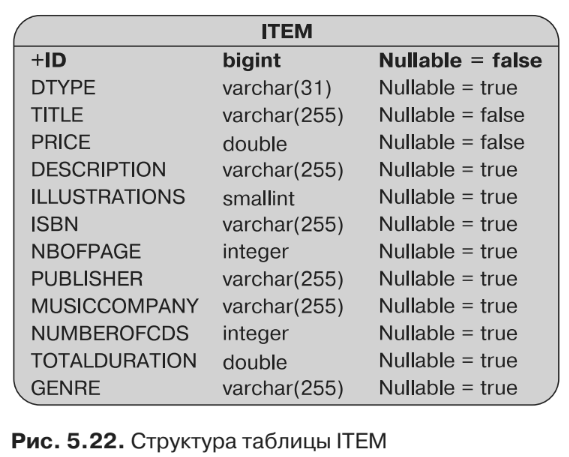 ITEM
+ID bigint Nullable = false
DTYPE varchar(31) Nullable = true
TITLE varchar(255) Nullable = false
PRICE double Nullable = false
DESCRIPTION varchar(255) Nullable = true
ILLUSTRATIONS smallint Nullable = true
ISBN varchar(255) Nullable = true
NBOFPAGE integer Nullable = true
PUBLISHER varchar(255) Nullable = true
MUSICCOMPANY varchar(255) Nullable = true
NUMBEROFCDS integer Nullable = true
TOTALDURATION double Nullable = true
GENRE varchar(255) Nullable = true
Рис. 5.22. Структура таблицы ITEM